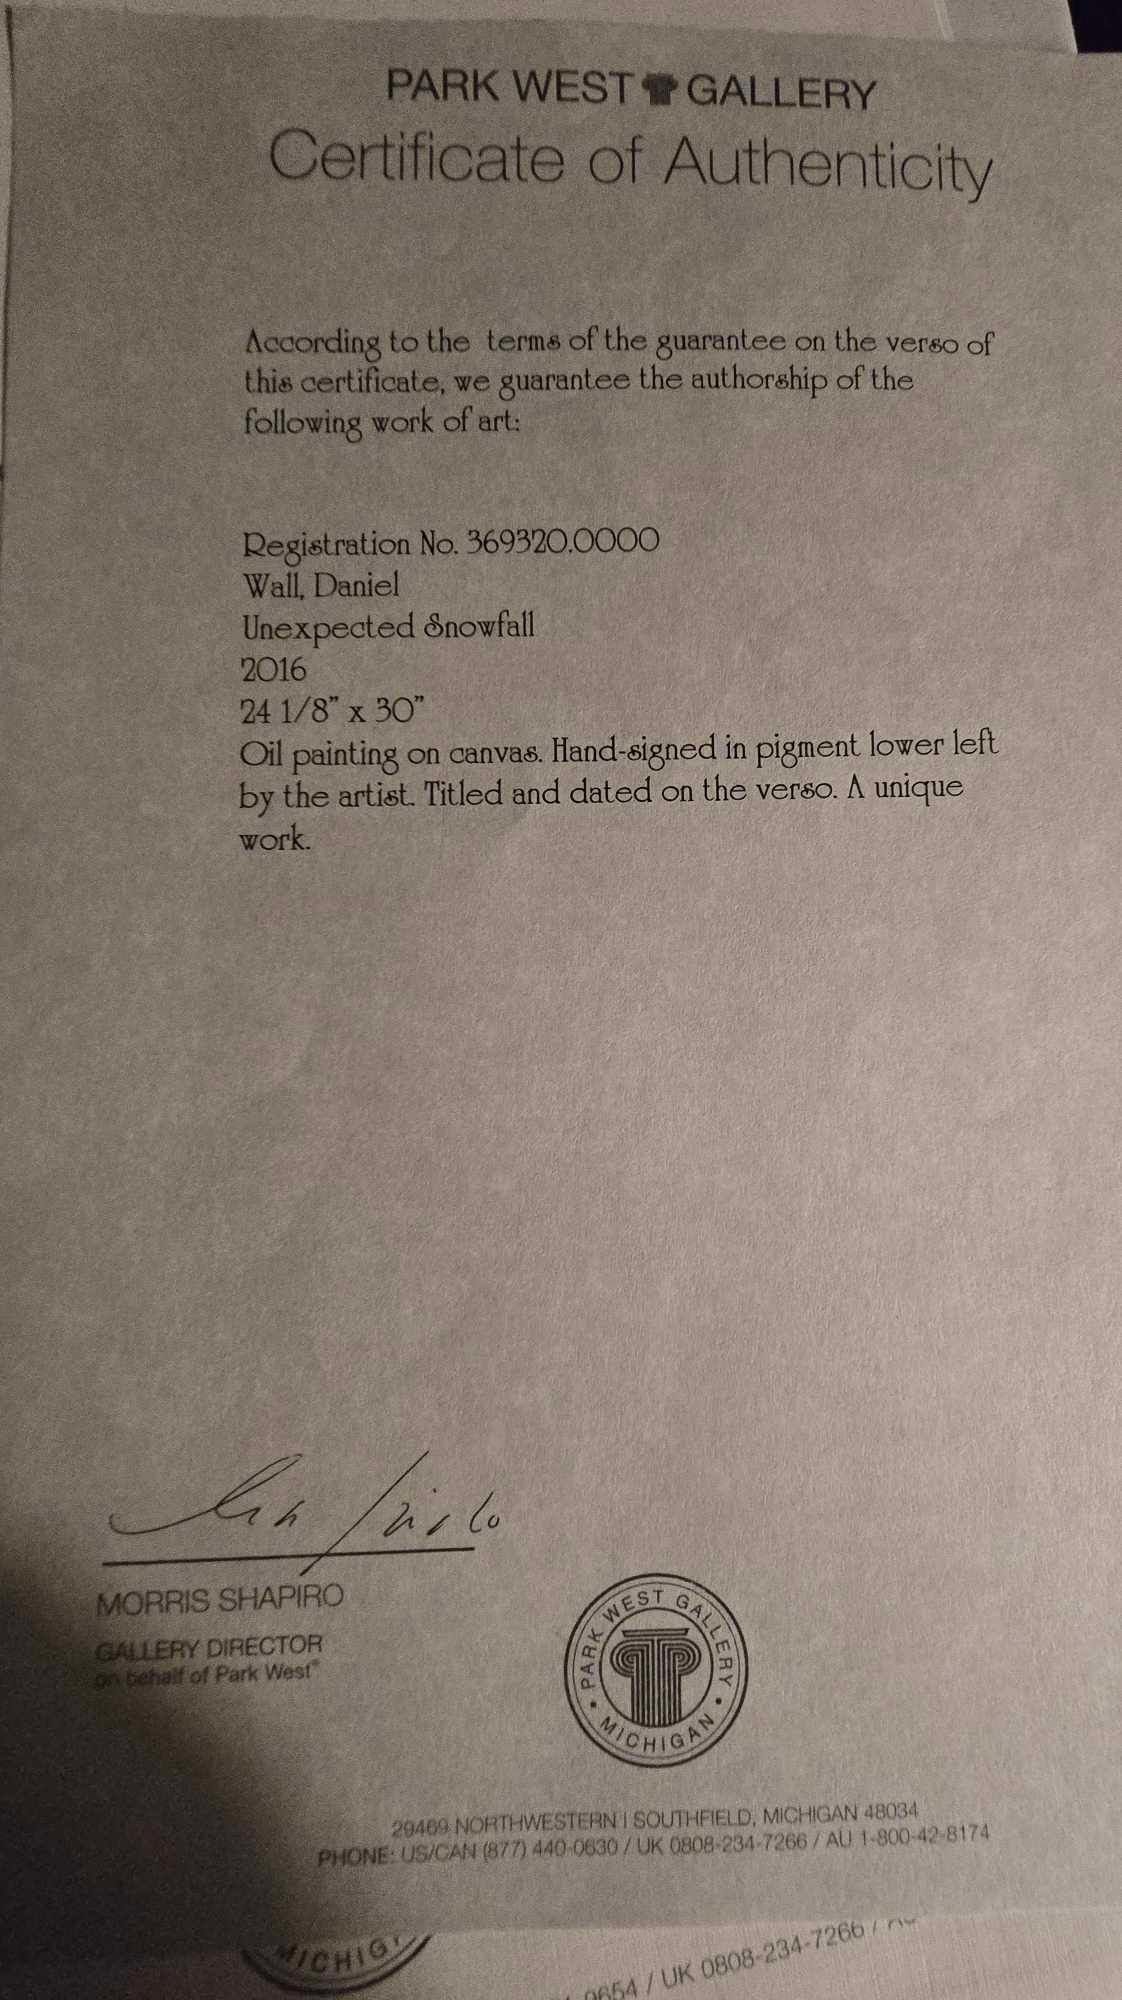 PARK WEST GALLERY
Certificate of Authenticity
According to the terms of the guarantee on the verso of
this certificate, we guarantee the authorship of the
following work of art:
Registration No. 369320.0000
Wall, Daniel
Unexpected Snowfall
2016
24 1/8" x 30"
Oil painting on canvas. Hand-signed in pigment lower left
by the artist. Titled and dated on the verso. A unique
work.
MORRIS SHAPIRO
GALLERY DIRECTOR
on behalf of Park West®
PARK WEST GALLERY • MICHIGAN •
29469 NORTHWESTERN | SOUTHFIELD, MICHIGAN 48034
PHONE: US/CAN (877) 440-0630 / UK 0808-234-7266 / AU 1-800-42-8174
/ UK 0808-234-7266 /